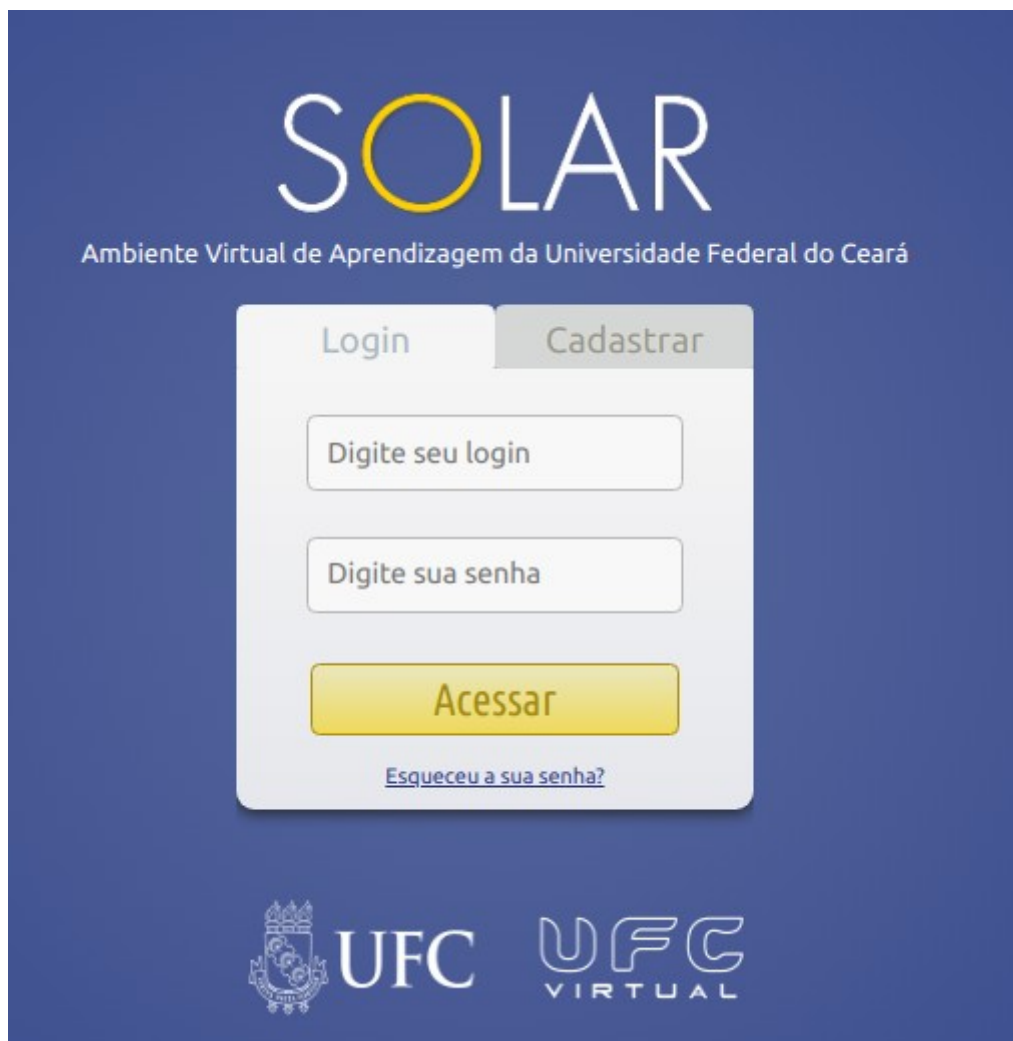 SOLAR
Ambiente Virtual de Aprendizagem da Universidade Federal do Ceará
Login Cadastrar
Digite seu login
Digite sua senha
Acessar
Esqueceu a sua senha?
UFC UFC
VIRTUAL